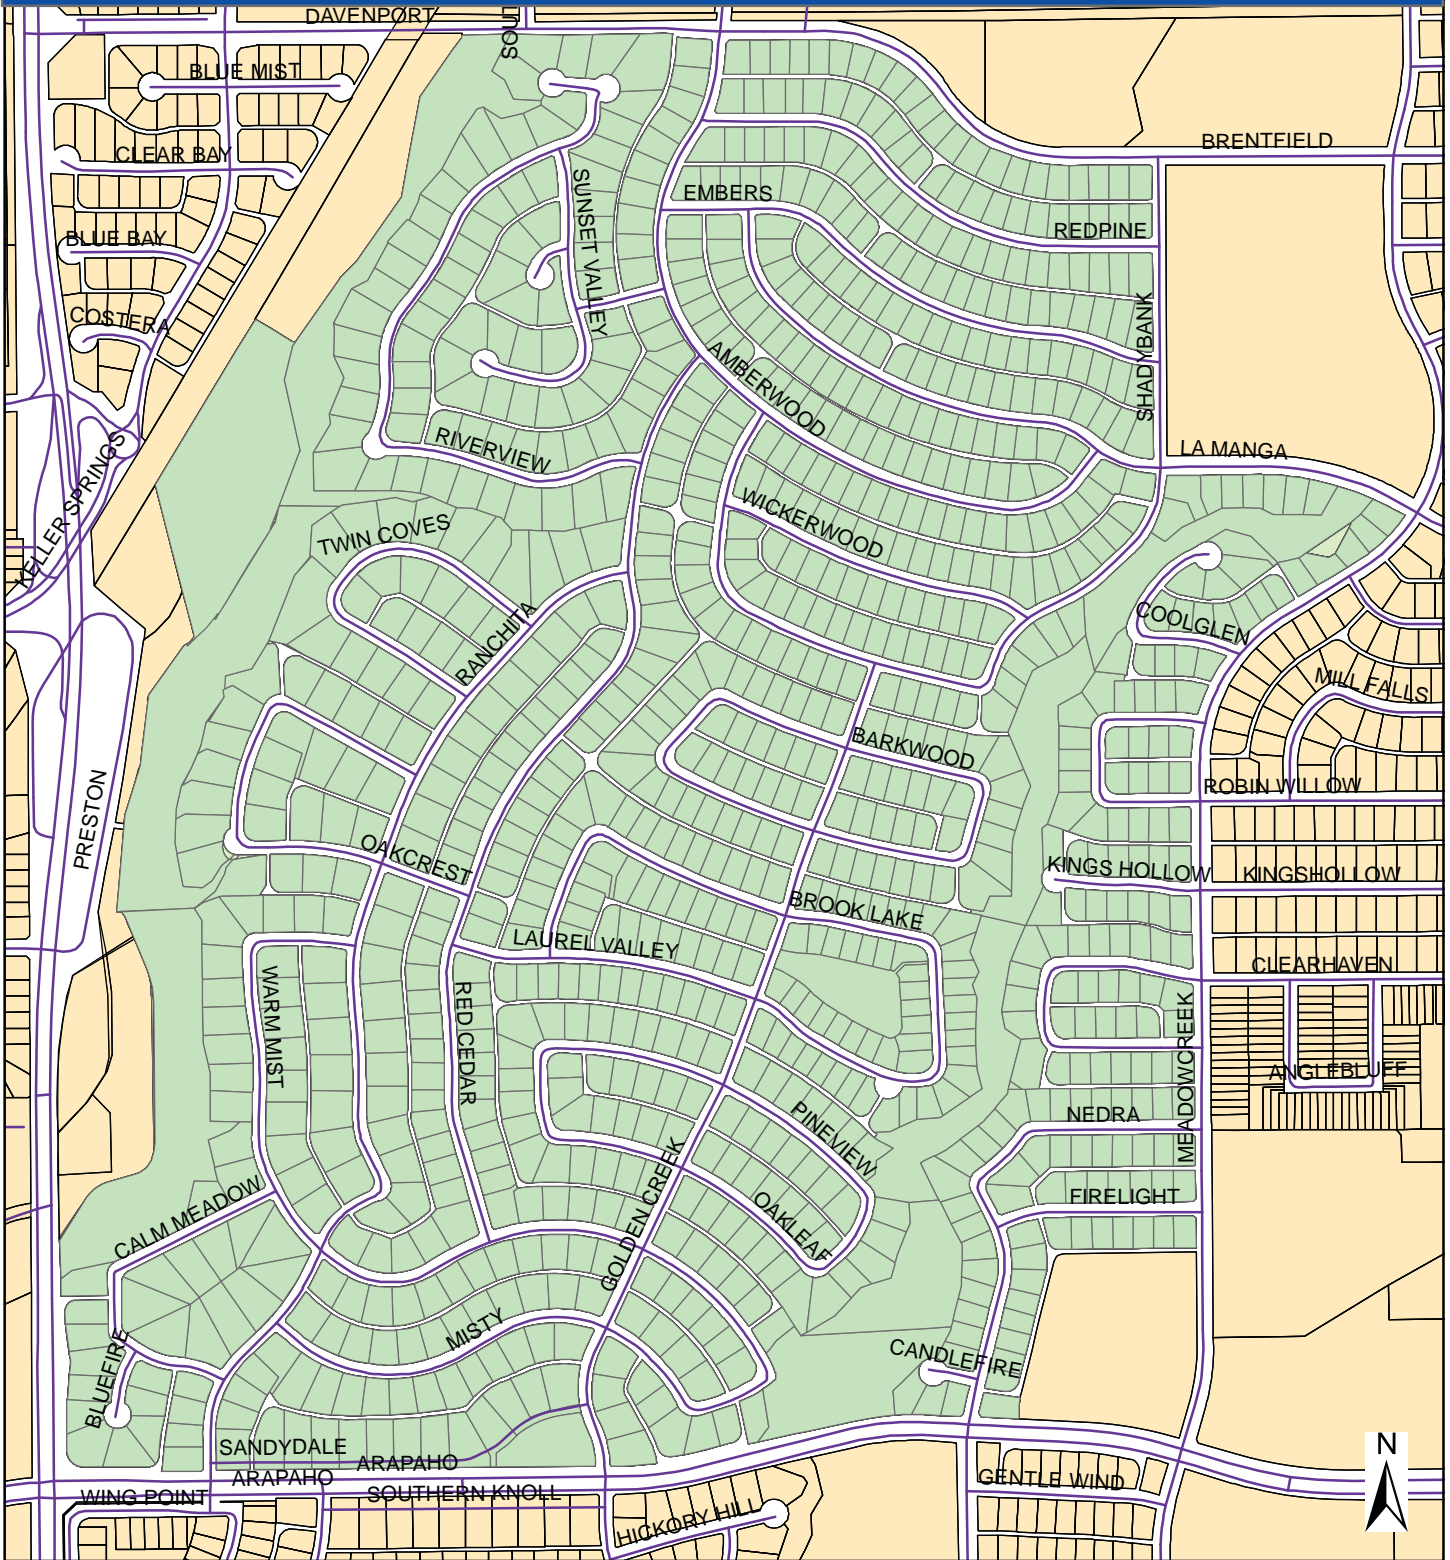 DAVENPORT
SOUT
BLUE MIST
BRENTFIELD
CLEAR BAY
SUNSET VALLEY
EMBERS
REDPINE
BLUE BAY
SHADYBANK
COSTERA
AMBERWOOD
RIVERVIEW
LA MANGA
KELLER SPRINGS
WICKERWOOD
TWIN COVES
RANCHITA
COOLGLEN
MILL FALLS
BARKWOOD
ROBIN WILLOW
PRESTON
OAKCREST
KINGS HOLLOW
KINGSHOLLOW
BROOK LAKE
LAUREL VALLEY
CLEARHAVEN
WARM MIST
RED CEDAR
MEADOWCREEK
ANGLEBLUFF
PINEVIEW
NEDRA
GOLDEN CREEK
OAKLEAF
FIRELIGHT
CALM MEADOW
MISTY
BLUEFIRE
CANDLEFIRE
SANDYDALE
ARAPAHO
ARAPAHO
N
GENTLE WIND
WING POINT
SOUTHERN KNOLL
HICKORY HILL